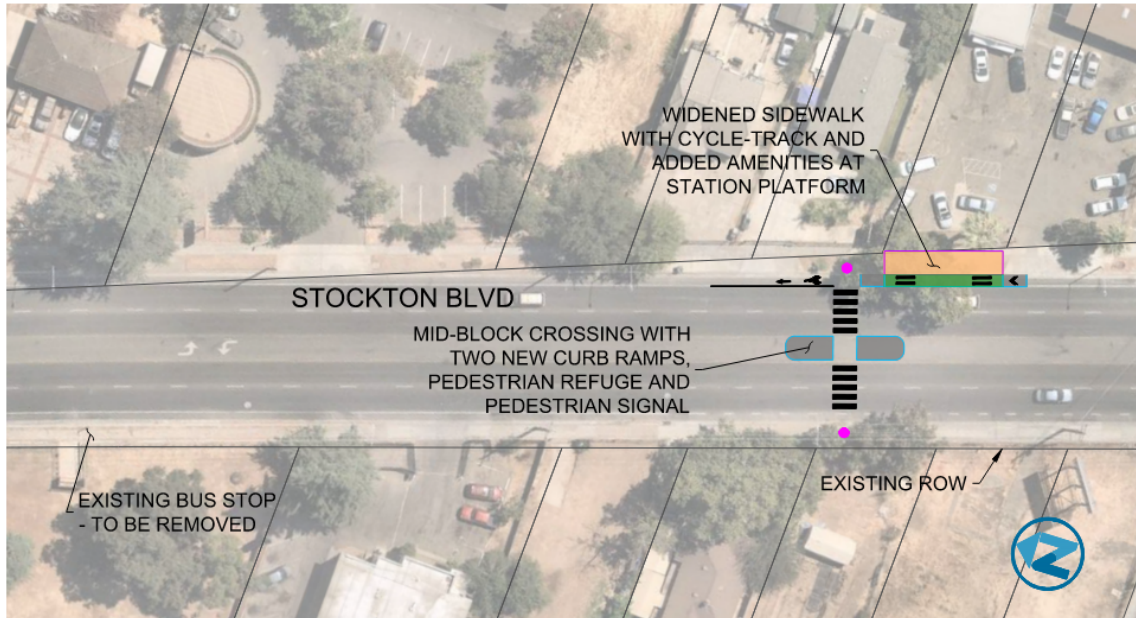 WIDENED SIDEWALK
WITH CYCLE-TRACK AND
ADDED AMENITIES AT
STATION PLATFORM
STOCKTON BLVD
MID-BLOCK CROSSING WITH
TWO NEW CURB RAMPS,
PEDESTRIAN REFUGE AND
PEDESTRIAN SIGNAL
EXISTING BUS STOP
- TO BE REMOVED
EXISTING ROW
Z